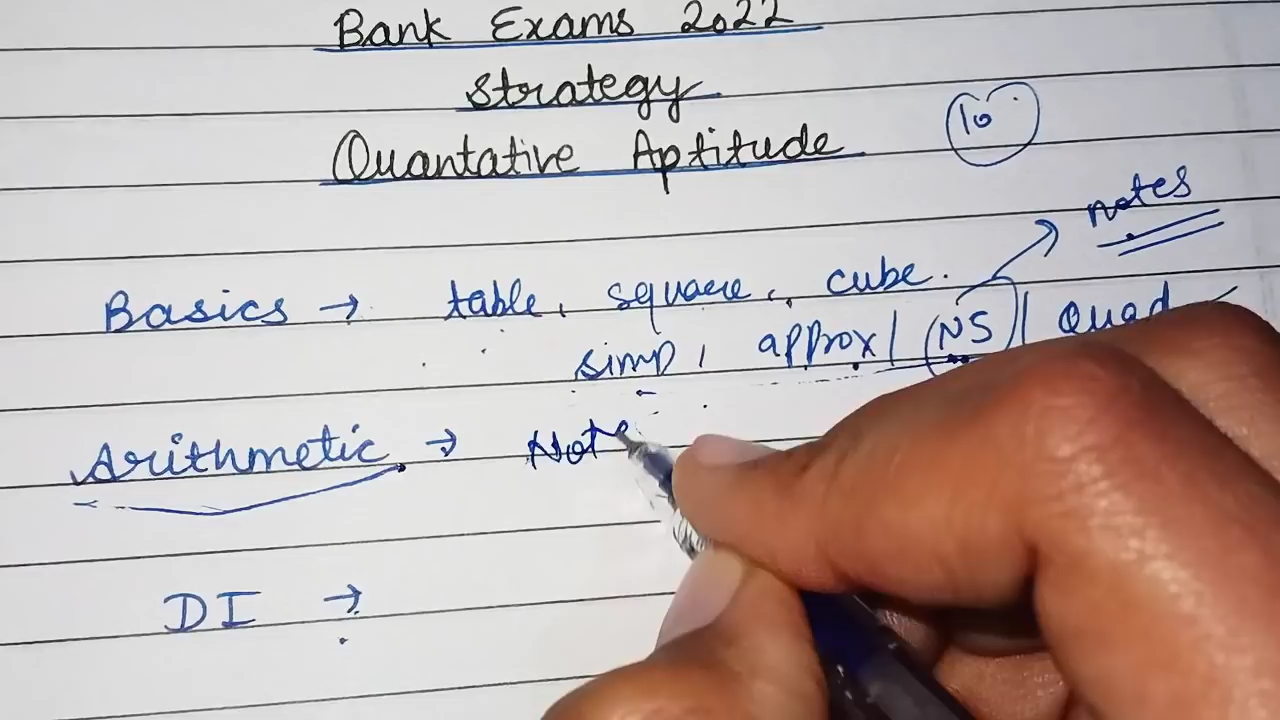 Bank Exams 2022
Strategy
Quantative Aptitude
10
notes
Basics → table, square, cube.
simp, approx/ (NS)/ Quad
Arithmetic → Note
DI →